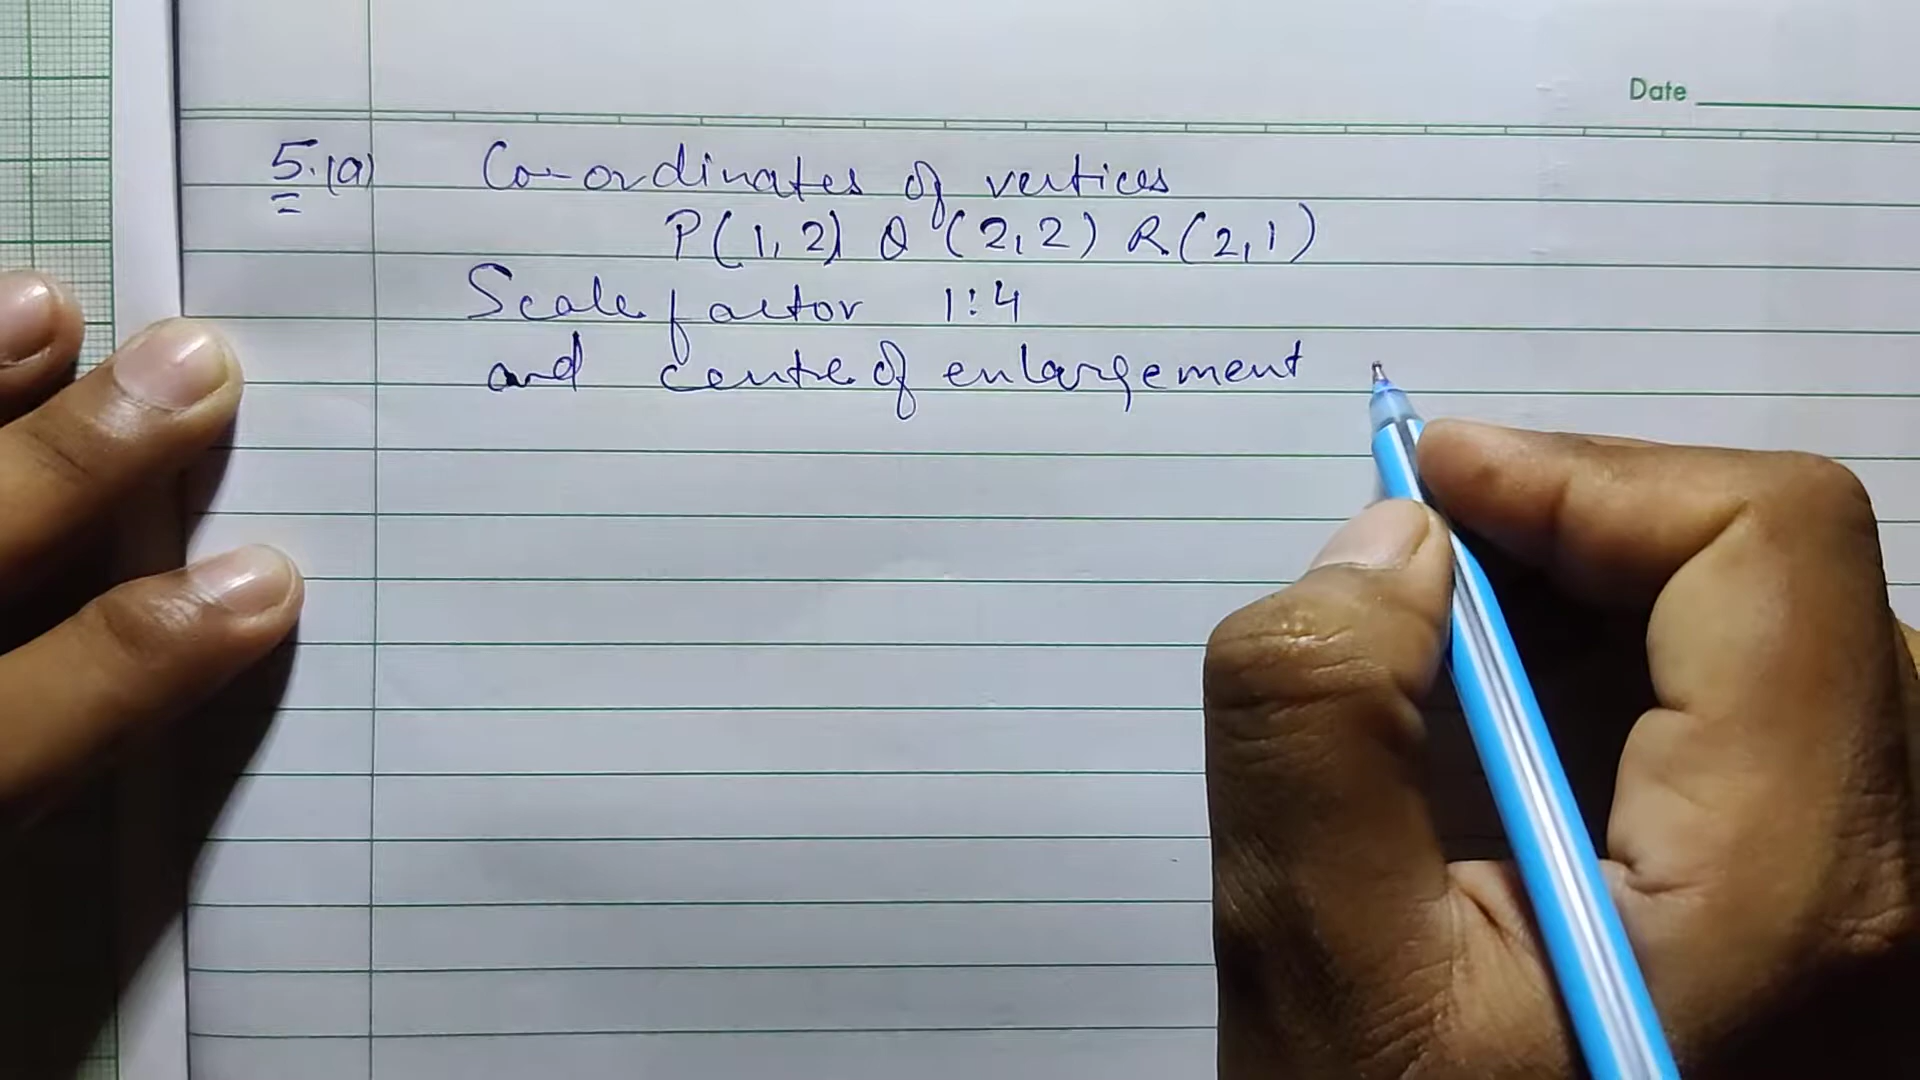 Date
5.(a) Co-ordinates of vertices
P(1,2) Q(2,2) R(2,1)
Scale factor 1:4
and centre of enlargement